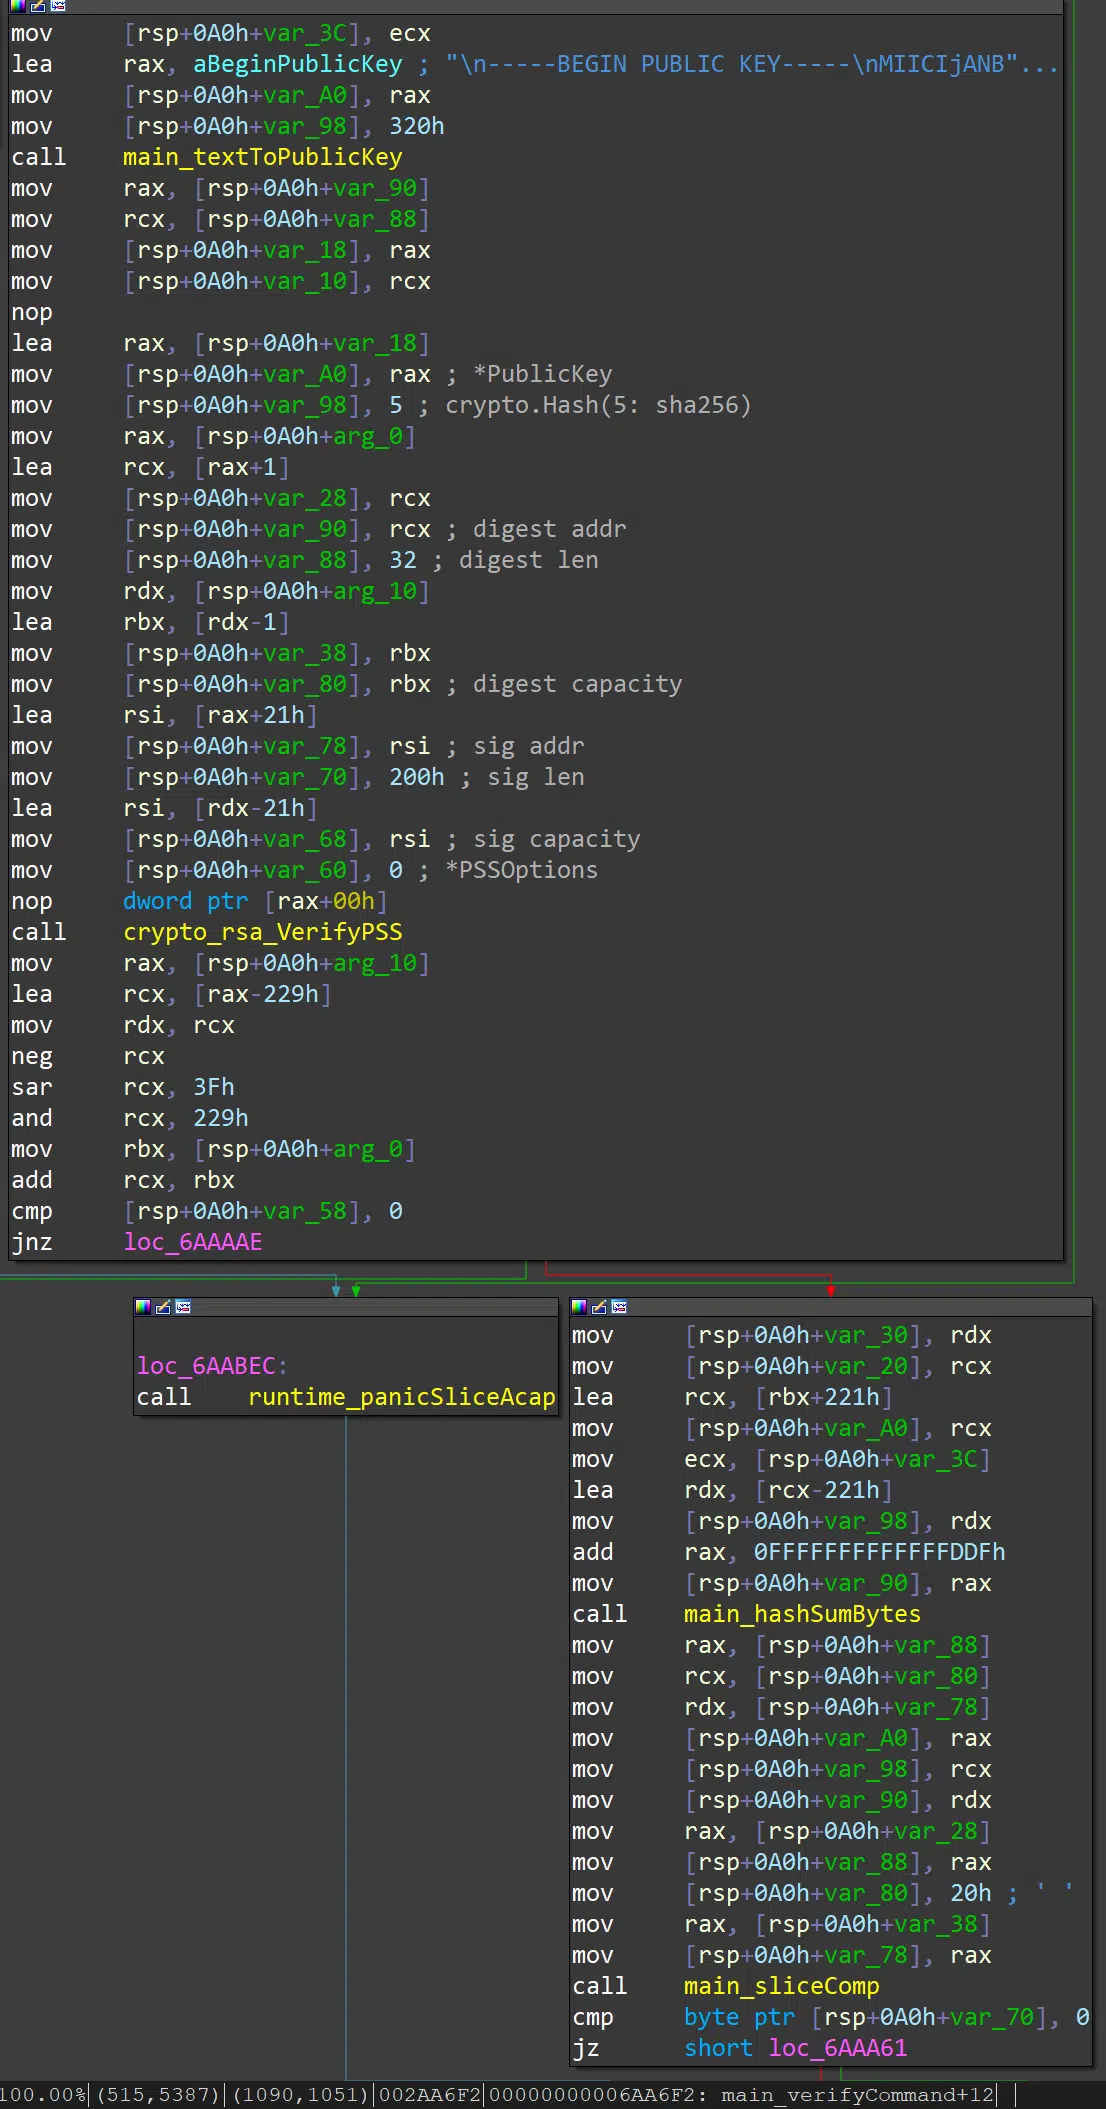 mov [rsp+0A0h+var_3C], ecx
lea rax, aBeginPublicKey ; "\n-----BEGIN PUBLIC KEY-----\nMIICIjANB"...
mov [rsp+0A0h+var_A0], rax
mov [rsp+0A0h+var_98], 320h
call main_textToPublicKey
mov rax, [rsp+0A0h+var_90]
mov rcx, [rsp+0A0h+var_88]
mov [rsp+0A0h+var_18], rax
mov [rsp+0A0h+var_10], rcx
nop
lea rax, [rsp+0A0h+var_18]
mov [rsp+0A0h+var_A0], rax ; *PublicKey
mov [rsp+0A0h+var_98], 5 ; crypto.Hash(5: sha256)
mov rax, [rsp+0A0h+arg_0]
lea rcx, [rax+1]
mov [rsp+0A0h+var_28], rcx
mov [rsp+0A0h+var_90], rcx ; digest addr
mov [rsp+0A0h+var_88], 32 ; digest len
mov rdx, [rsp+0A0h+arg_10]
lea rbx, [rdx-1]
mov [rsp+0A0h+var_38], rbx
mov [rsp+0A0h+var_80], rbx ; digest capacity
lea rsi, [rax+21h]
mov [rsp+0A0h+var_78], rsi ; sig addr
mov [rsp+0A0h+var_70], 200h ; sig len
lea rsi, [rdx-21h]
mov [rsp+0A0h+var_68], rsi ; sig capacity
mov [rsp+0A0h+var_60], 0 ; *PSSOptions
nop dword ptr [rax+00h]
call crypto_rsa_VerifyPSS
mov rax, [rsp+0A0h+arg_10]
lea rcx, [rax-229h]
mov rdx, rcx
neg rcx
sar rcx, 3Fh
and rcx, 229h
mov rbx, [rsp+0A0h+arg_0]
add rcx, rbx
cmp [rsp+0A0h+var_58], 0
jnz loc_6AAAAE
loc_6AABEC:
call runtime_panicSliceAcap
mov [rsp+0A0h+var_30], rdx
mov [rsp+0A0h+var_20], rcx
lea rcx, [rbx+221h]
mov [rsp+0A0h+var_A0], rcx
mov ecx, [rsp+0A0h+var_3C]
lea rdx, [rcx-221h]
mov [rsp+0A0h+var_98], rdx
add rax, 0FFFFFFFFFFFFFDDFh
mov [rsp+0A0h+var_90], rax
call main_hashSumBytes
mov rax, [rsp+0A0h+var_88]
mov rcx, [rsp+0A0h+var_80]
mov rdx, [rsp+0A0h+var_78]
mov [rsp+0A0h+var_A0], rax
mov [rsp+0A0h+var_98], rcx
mov [rsp+0A0h+var_90], rdx
mov rax, [rsp+0A0h+var_28]
mov [rsp+0A0h+var_88], rax
mov [rsp+0A0h+var_80], 20h ; ' '
mov rax, [rsp+0A0h+var_38]
mov [rsp+0A0h+var_78], rax
call main_sliceComp
cmp byte ptr [rsp+0A0h+var_70], 0
jz short loc_6AAA61
100.00% (515,5387) (1090,1051) 002AA6F2 00000000006AA6F2: main_verifyCommand+12